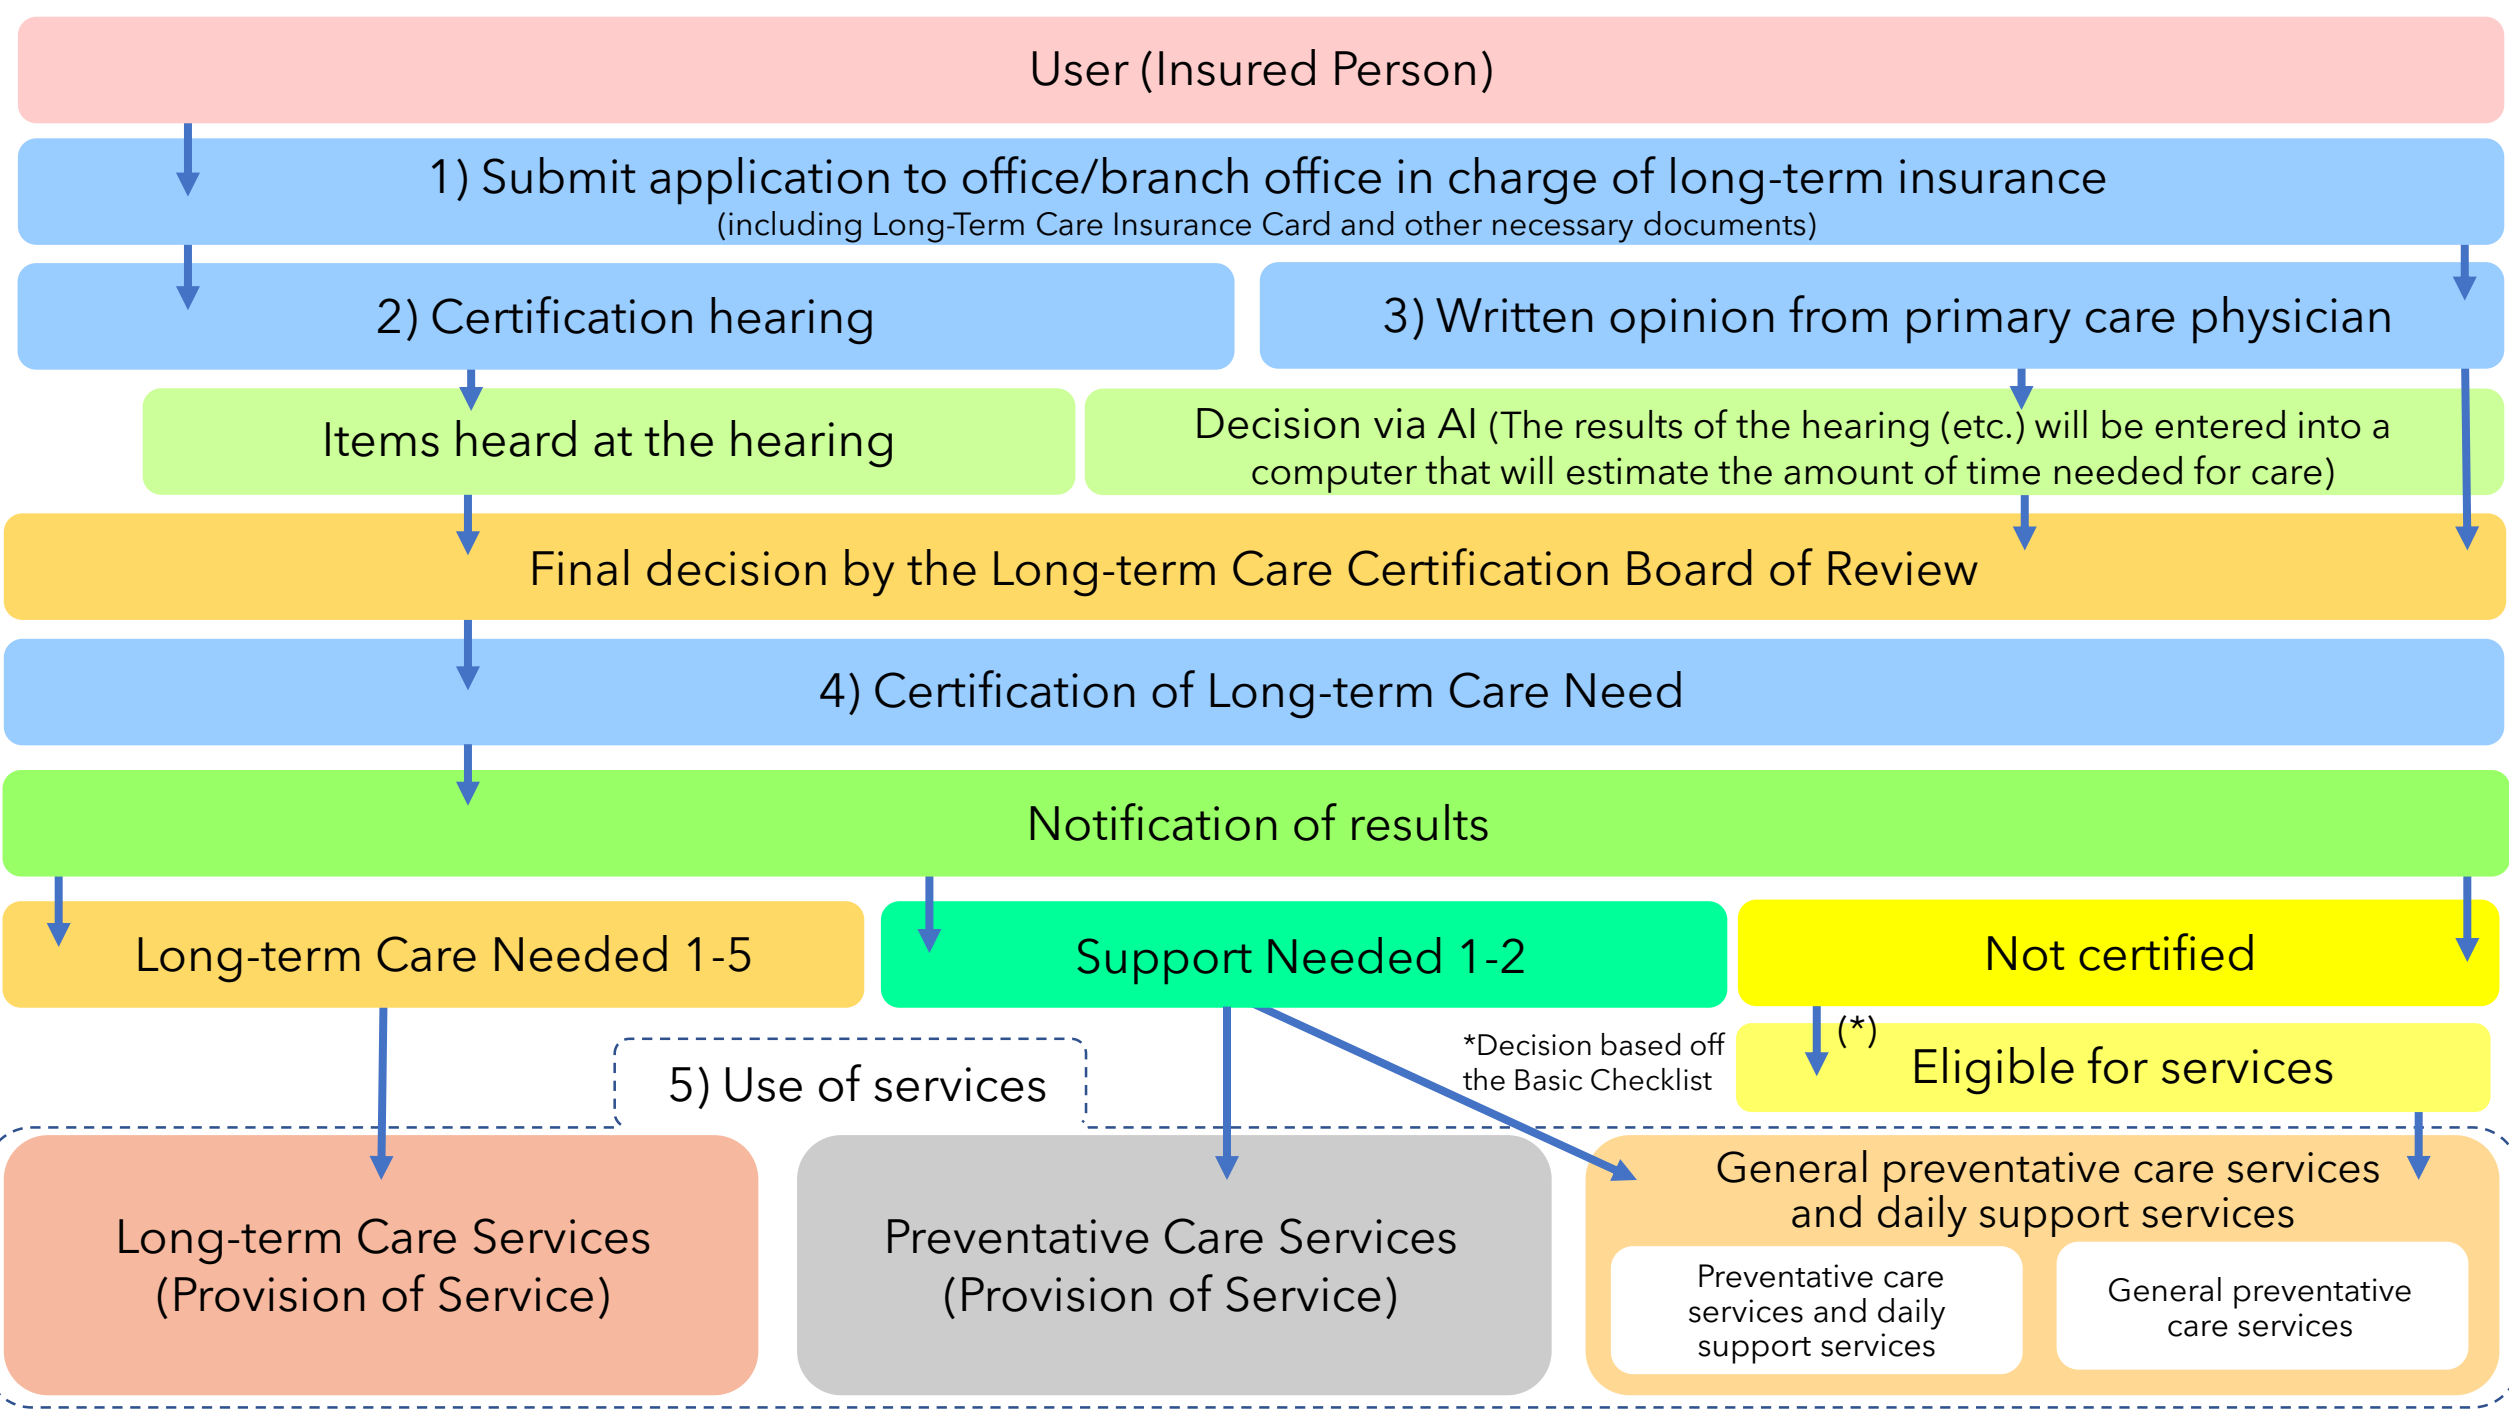 User (Insured Person)
1) Submit application to office/branch office in charge of long-term insurance
(including Long-Term Care Insurance Card and other necessary documents)
2) Certification hearing
3) Written opinion from primary care physician
Items heard at the hearing
Decision via AI (The results of the hearing (etc.) will be entered into a
computer that will estimate the amount of time needed for care)
Final decision by the Long-term Care Certification Board of Review
4) Certification of Long-term Care Need
Notification of results
Long-term Care Needed 1-5
Support Needed 1-2
Not certified
(*)
*Decision based off
the Basic Checklist
Eligible for services
5) Use of services
Long-term Care Services
(Provision of Service)
Preventative Care Services
(Provision of Service)
General preventative care services
and daily support services
Preventative care
services and daily
support services
General preventative
care services